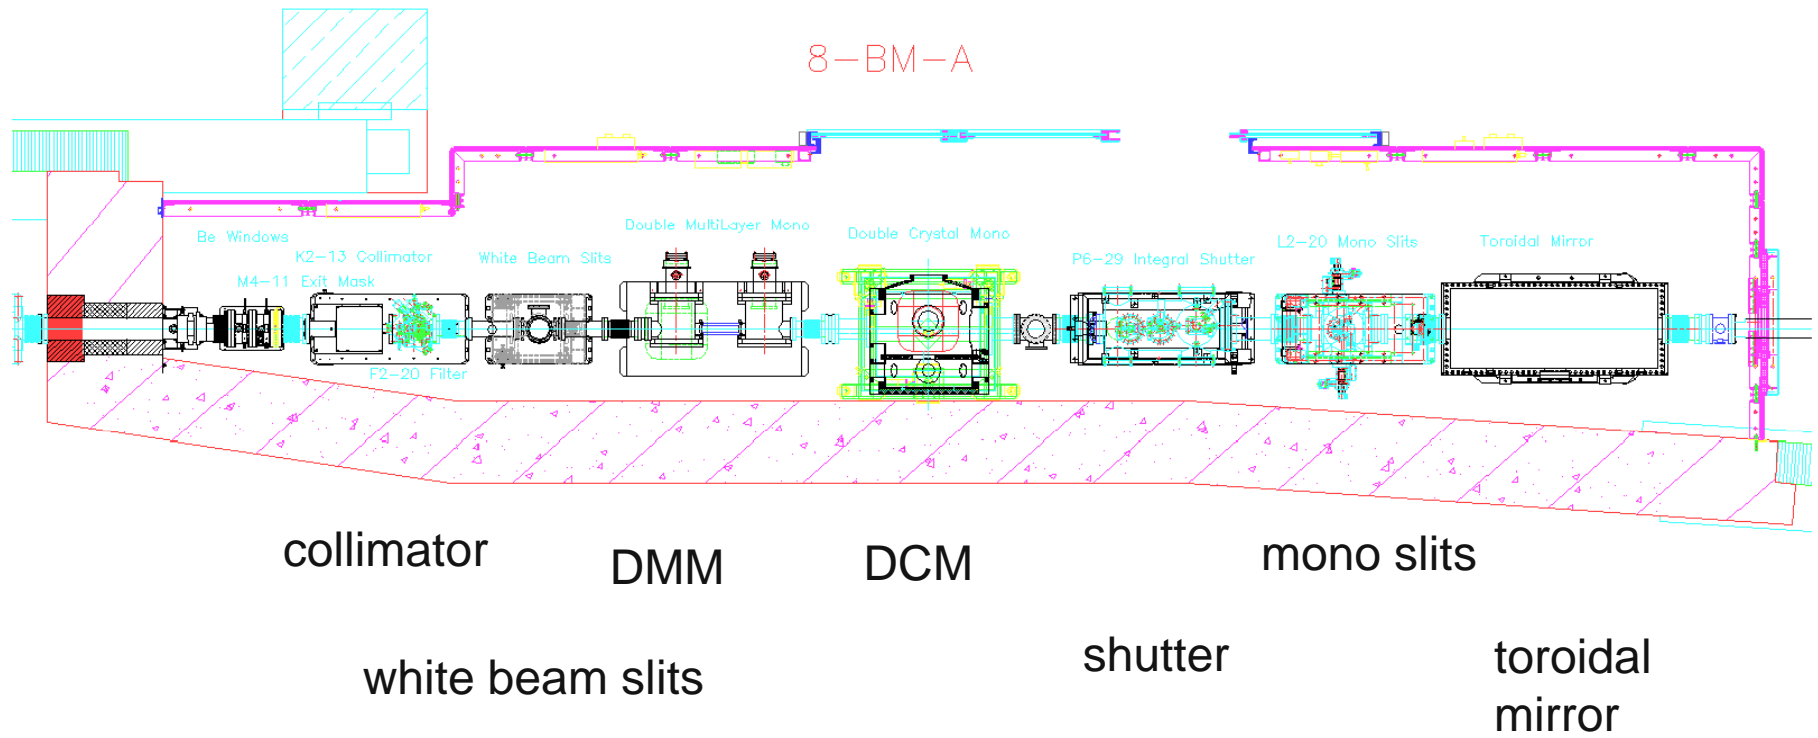 8-BM-A
Be Windows
K2-13 Collimator
M4-11 Exit Mask
F2-20 Filter
White Beam Slits
Double MultiLayer Mono
Double Crystal Mono
P6-29 Integral Shutter
L2-20 Mono Slits
Toroidal Mirror
collimator
DMM
DCM
mono slits
white beam slits
shutter
toroidal
mirror